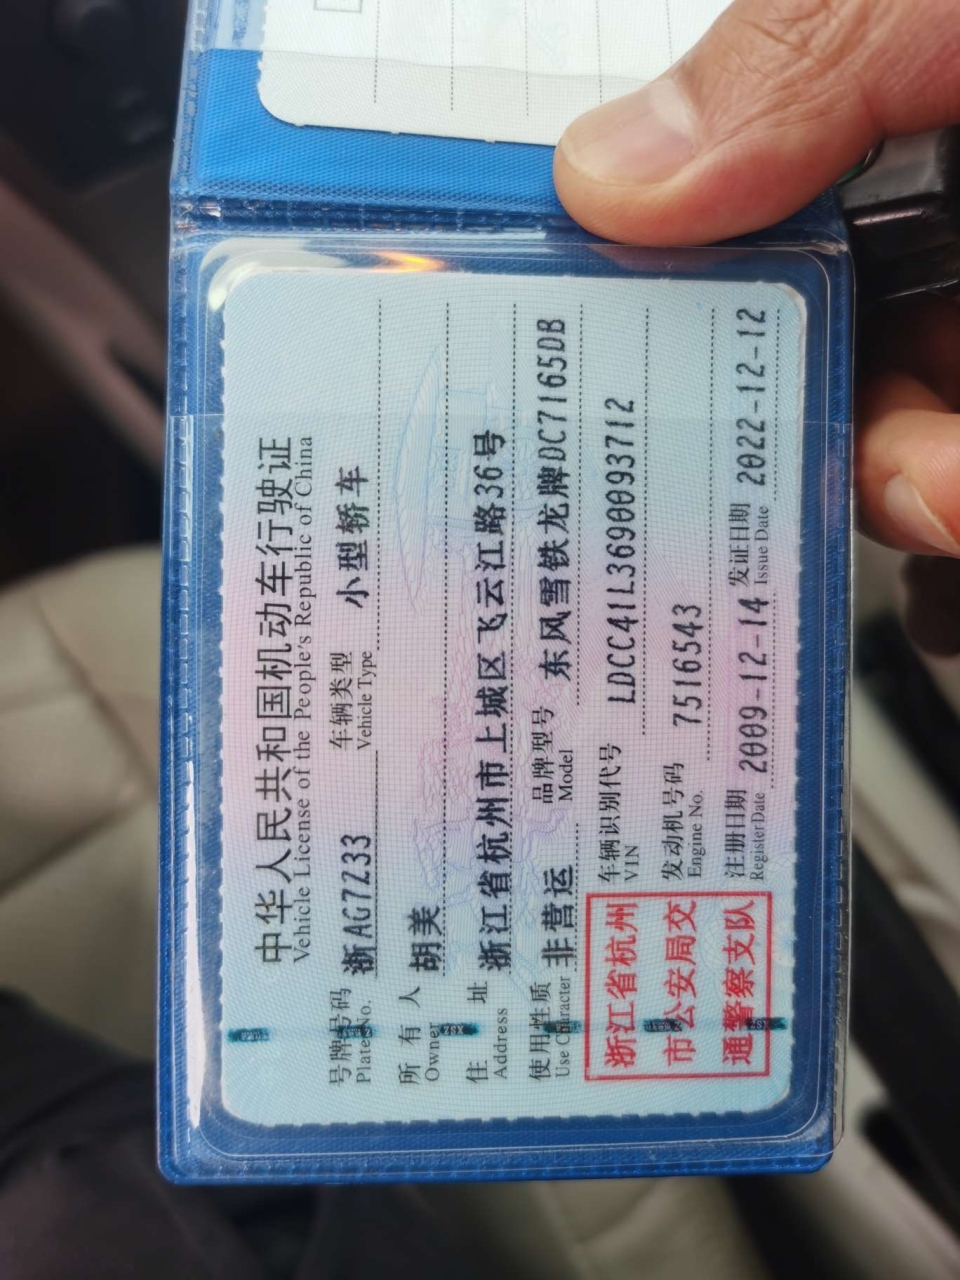 中华人民共和国机动车行驶证
Vehicle License of the People's Republic of China
号牌号码 浙AG7Z33 车辆类型 小型轿车
Plate No. Vehicle Type
所有人 胡美
Owner
住址 浙江省杭州市上城区飞云江路36号
Address
使用性质 非营运 品牌型号 东风雪铁龙牌DC7165DB
Use Character Model
浙江省杭州
市公安局交
通警察支队
车辆识别代号 LDCC41L3690093712
VIN
发动机号码 7516543
Engine No.
注册日期 2009-12-14 发证日期 2022-12-12
Register Date Issue Date